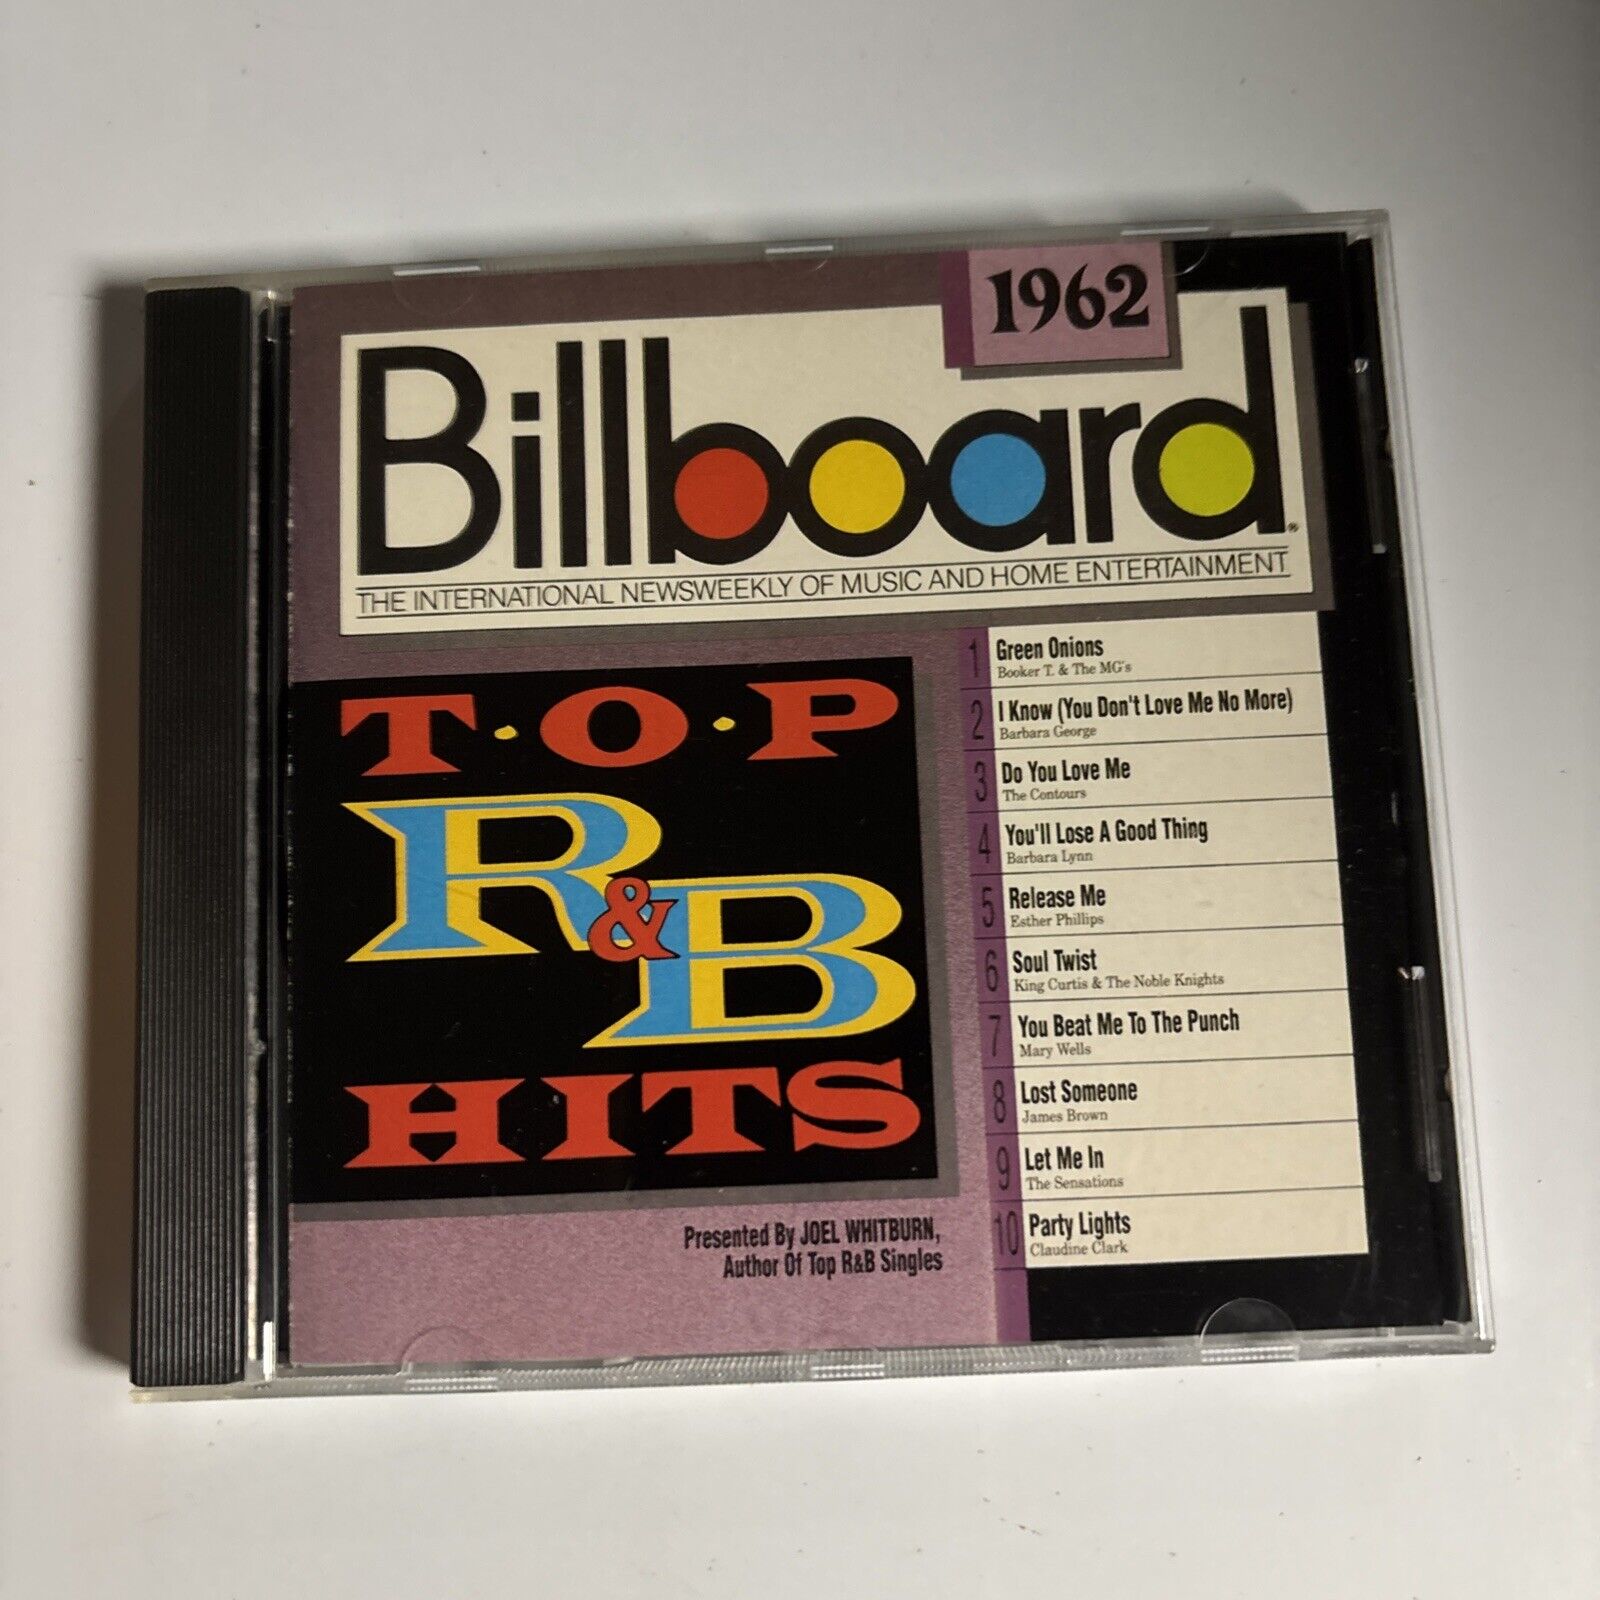 1962
Billboard®
THE INTERNATIONAL NEWSWEEKLY OF MUSIC AND HOME ENTERTAINMENT
T·O·P
R&B
HITS
Presented By JOEL WHITBURN,
Author Of Top R&B Singles
1 Green Onions
Booker T. & The MG's
2 I Know (You Don't Love Me No More)
Barbara George
3 Do You Love Me
The Contours
4 You'll Lose A Good Thing
Barbara Lynn
5 Release Me
Esther Phillips
6 Soul Twist
King Curtis & The Noble Knights
7 You Beat Me To The Punch
Mary Wells
8 Lost Someone
James Brown
9 Let Me In
The Sensations
10 Party Lights
Claudine Clark